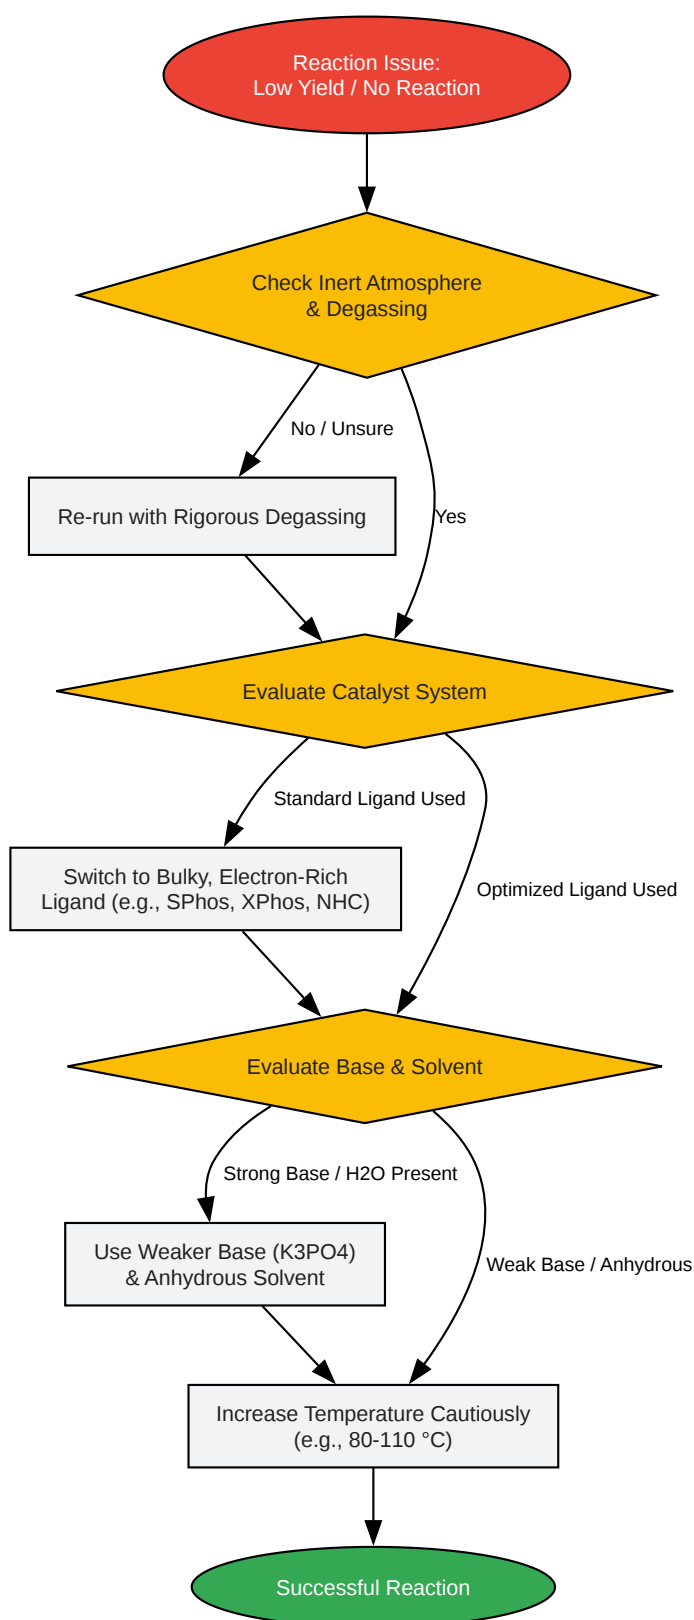 Reaction Issue:
Low Yield / No Reaction
Check Inert Atmosphere
& Degassing
No / Unsure
Re-run with Rigorous Degassing
Yes
Evaluate Catalyst System
Standard Ligand Used
Switch to Bulky, Electron-Rich
Ligand (e.g., SPhos, XPhos, NHC)
Optimized Ligand Used
Evaluate Base & Solvent
Strong Base / H2O Present
Use Weaker Base (K3PO4)
& Anhydrous Solvent
Weak Base / Anhydrous
Increase Temperature Cautiously
(e.g., 80-110 °C)
Successful Reaction